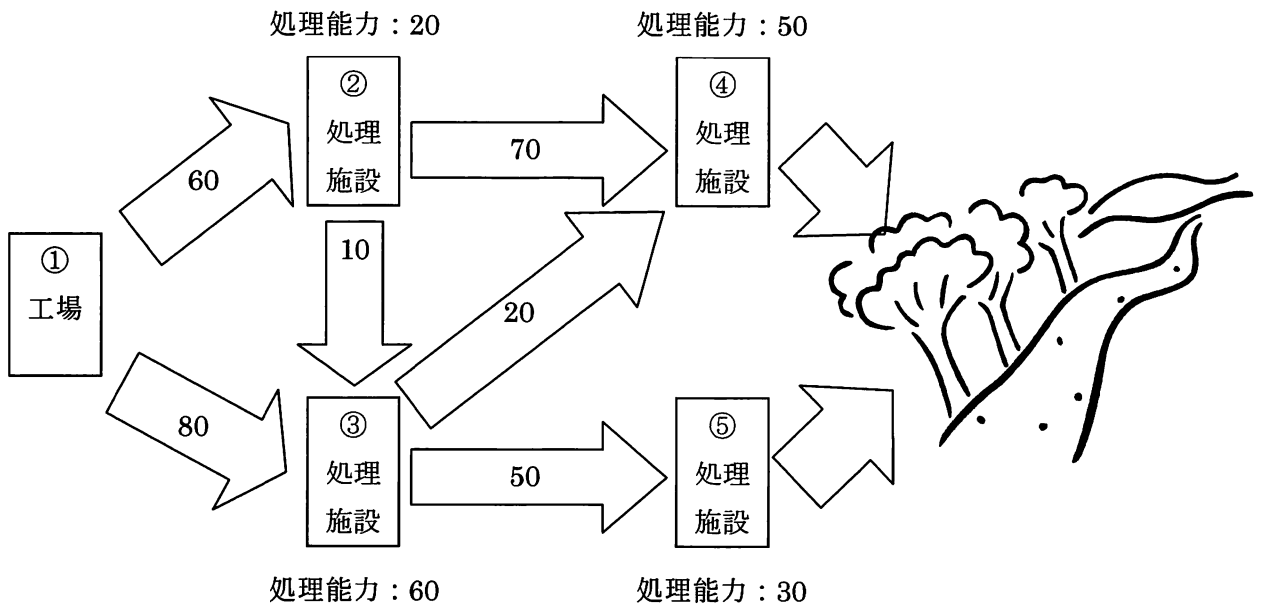 処理能力：20
処理能力：50
②
処理
施設
④
処理
施設
60
70
①
工場
10
20
80
③
処理
施設
50
⑤
処理
施設
処理能力：60
処理能力：30